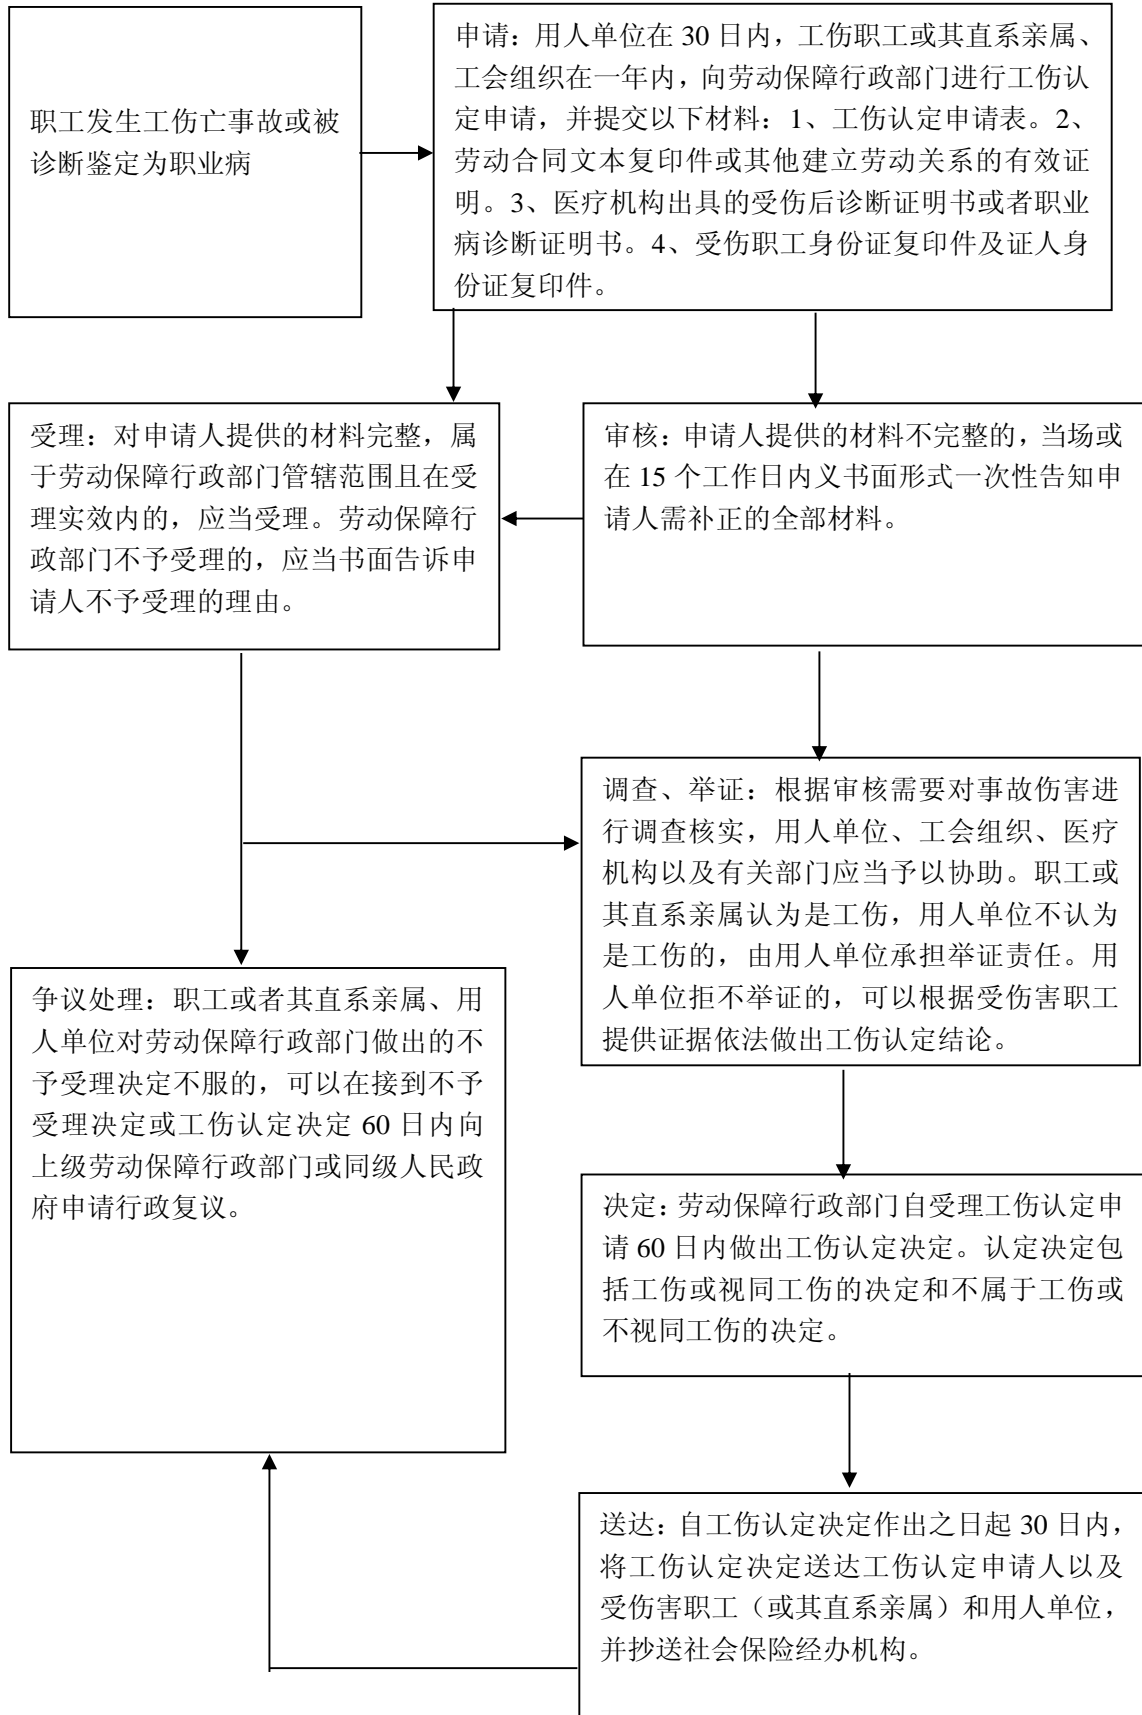 职工发生工伤亡事故或被
诊断鉴定为职业病
申请：用人单位在 30 日内，工伤职工或其直系亲属、
工会组织在一年内，向劳动保障行政部门进行工伤认
定申请，并提交以下材料：1、工伤认定申请表。2、
劳动合同文本复印件或其他建立劳动关系的有效证
明。3、医疗机构出具的受伤后诊断证明书或者职业
病诊断证明书。4、受伤职工身份证复印件及证人身
份证复印件。
受理：对申请人提供的材料完整，属
于劳动保障行政部门管辖范围且在受
理实效内的，应当受理。劳动保障行
政部门不予受理的，应当书面告诉申
请人不予受理的理由。
审核：申请人提供的材料不完整的，当场或
在 15 个工作日内义书面形式一次性告知申
请人需补正的全部材料。
调查、举证：根据审核需要对事故伤害进
行调查核实，用人单位、工会组织、医疗
机构以及有关部门应当予以协助。职工或
其直系亲属认为是工伤，用人单位不认为
是工伤的，由用人单位承担举证责任。用
人单位拒不举证的，可以根据受伤害职工
提供证据依法做出工伤认定结论。
争议处理：职工或者其直系亲属、用
人单位对劳动保障行政部门做出的不
予受理决定不服的，可以在接到不予
受理决定或工伤认定决定 60 日内向
上级劳动保障行政部门或同级人民政
府申请行政复议。
决定：劳动保障行政部门自受理工伤认定申
请 60 日内做出工伤认定决定。认定决定包
括工伤或视同工伤的决定和不属于工伤或
不视同工伤的决定。
送达：自工伤认定决定作出之日起 30 日内，
将工伤认定决定送达工伤认定申请人以及
受伤害职工（或其直系亲属）和用人单位，
并抄送社会保险经办机构。